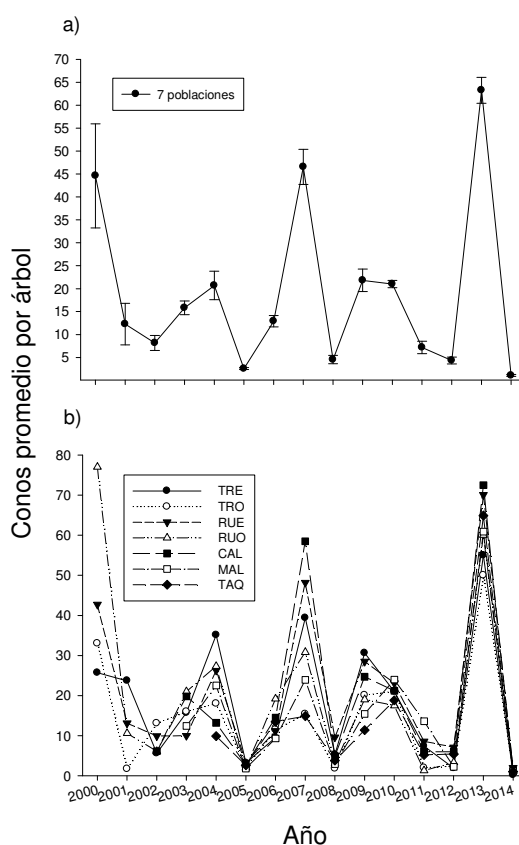 a)
70
65
60
55
50
45
40
35
30
25
20
15
10
5
7 poblaciones
Conos promedio por árbol
b)
80
70
60
50
40
30
20
10
0
TRE
TRO
RUE
RUO
CAL
MAL
TAQ
2000 2001 2002 2003 2004 2005 2006 2007 2008 2009 2010 2011 2012 2013 2014
Año